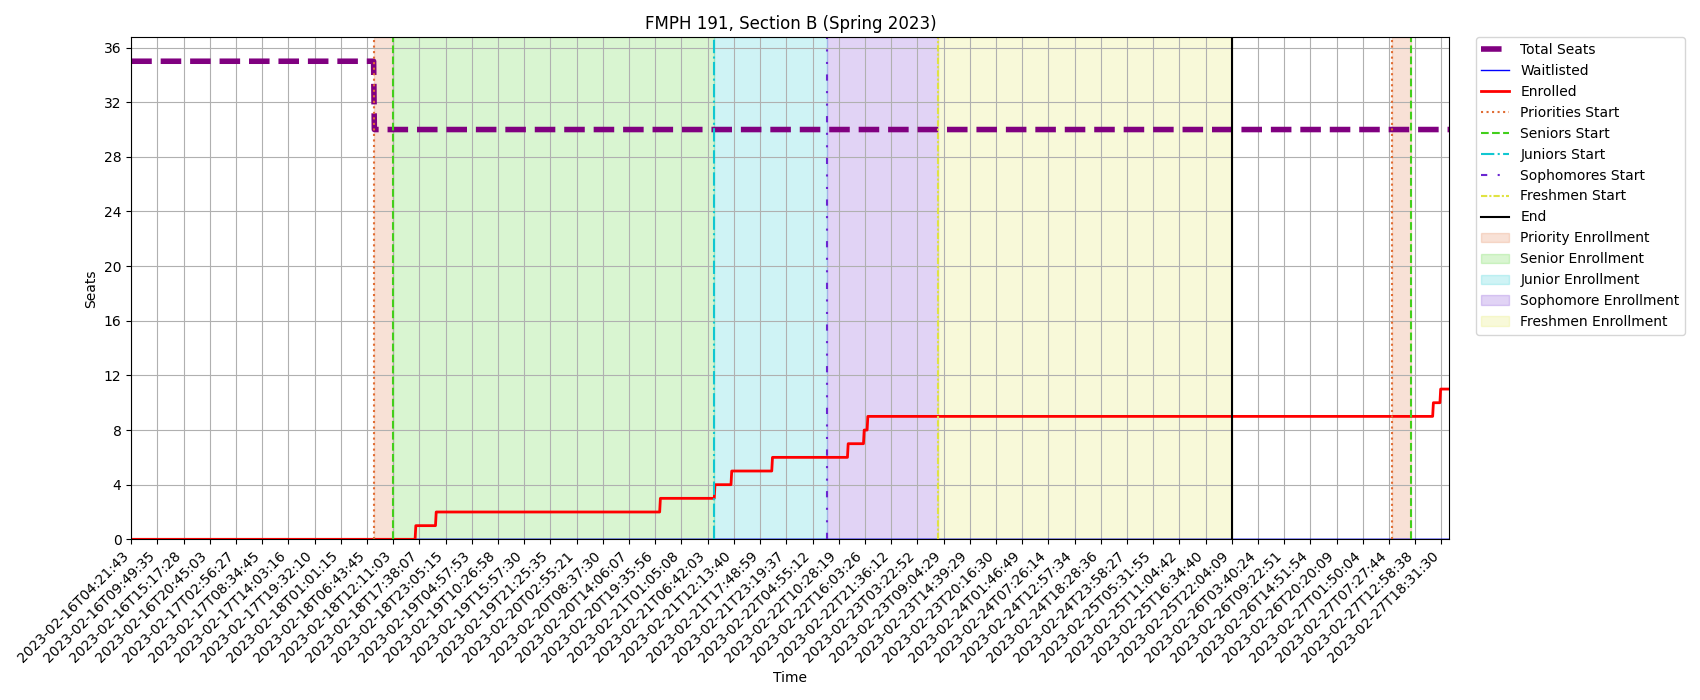 FMPH 191, Section B (Spring 2023)
36
32
28
24
20
16
12
8
4
0
Seats
2023-02-16T04:21:43
2023-02-16T09:49:35
2023-02-16T15:17:28
2023-02-16T20:45:03
2023-02-17T02:56:27
2023-02-17T08:34:45
2023-02-17T14:03:16
2023-02-17T19:32:10
2023-02-18T01:01:15
2023-02-18T06:43:45
2023-02-18T12:11:03
2023-02-18T17:38:07
2023-02-18T23:05:15
2023-02-19T04:57:53
2023-02-19T10:26:58
2023-02-19T15:57:30
2023-02-19T21:25:35
2023-02-20T02:55:21
2023-02-20T08:37:30
2023-02-20T14:06:07
2023-02-20T19:35:56
2023-02-21T01:05:08
2023-02-21T06:42:03
2023-02-21T12:13:40
2023-02-21T17:48:59
2023-02-21T23:19:37
2023-02-22T04:55:12
2023-02-22T10:28:19
2023-02-22T16:03:26
2023-02-22T21:36:12
2023-02-23T03:22:52
2023-02-23T09:04:29
2023-02-23T14:39:29
2023-02-23T20:16:30
2023-02-24T01:46:49
2023-02-24T07:26:14
2023-02-24T12:57:34
2023-02-24T18:28:36
2023-02-24T23:58:27
2023-02-25T05:31:55
2023-02-25T11:04:42
2023-02-25T16:34:40
2023-02-25T22:04:09
2023-02-26T03:40:24
2023-02-26T09:22:51
2023-02-26T14:51:54
2023-02-26T20:20:09
2023-02-27T01:50:04
2023-02-27T07:27:44
2023-02-27T12:58:38
2023-02-27T18:31:30
Time
Total Seats
Waitlisted
Enrolled
Priorities Start
Seniors Start
Juniors Start
Sophomores Start
Freshmen Start
End
Priority Enrollment
Senior Enrollment
Junior Enrollment
Sophomore Enrollment
Freshmen Enrollment